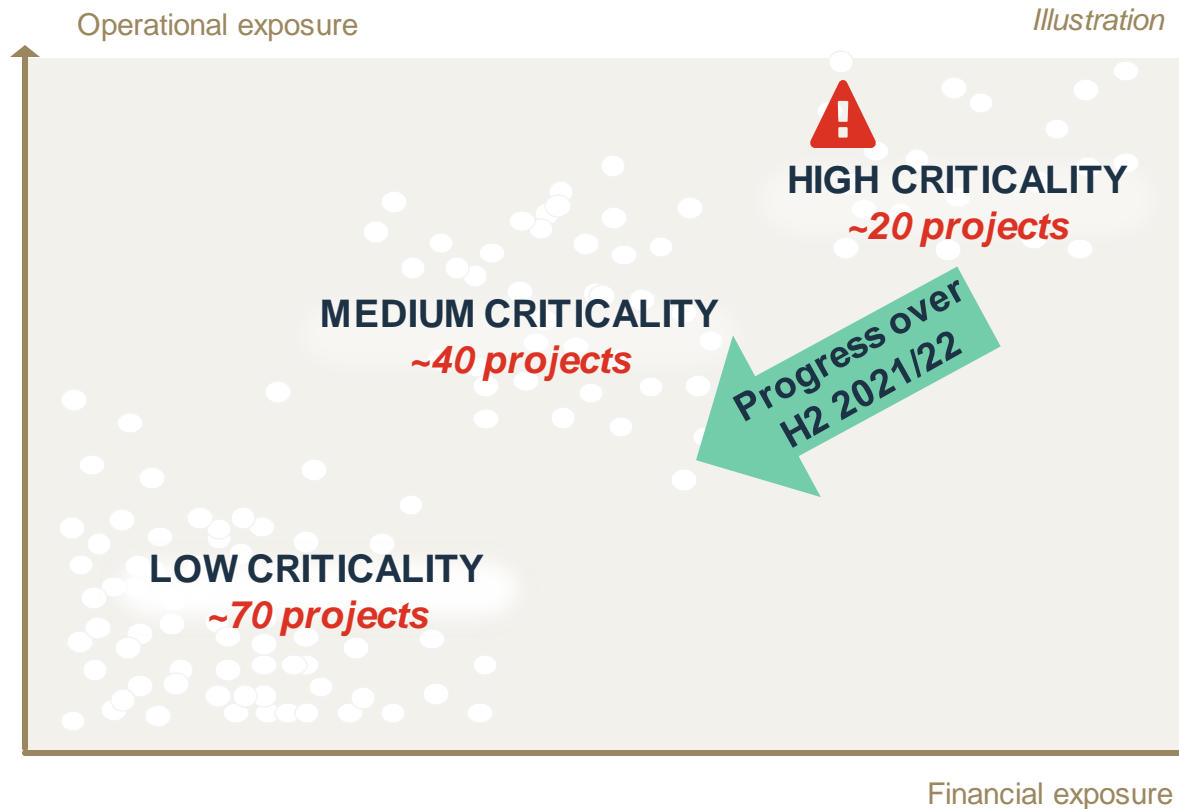 Operational exposure
Illustration
HIGH CRITICALITY
~20 projects
MEDIUM CRITICALITY
~40 projects
Progress over
H2 2021/22
LOW CRITICALITY
~70 projects
Financial exposure